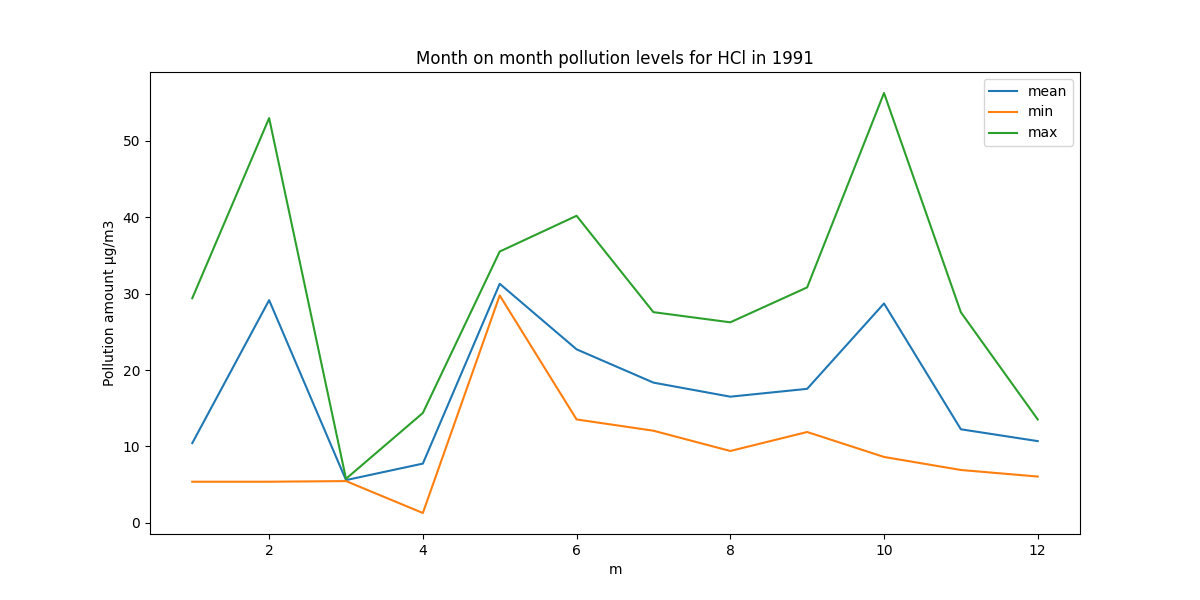 Month on month pollution levels for HCl in 1991
mean
min
max
50
40
30
20
10
0
Pollution amount µg/m3
2 4 6 8 10 12
m